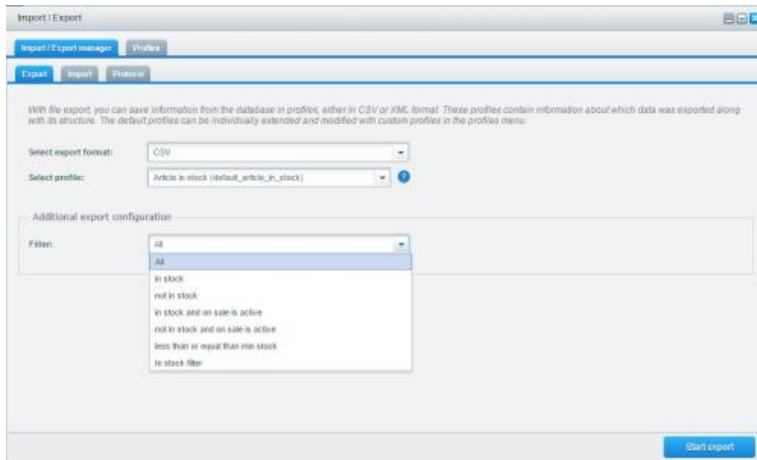 Import / Export
Import / Export manager
Profiles
Export
Import
Protocol
With file export, you can save information from the database in profiles, either in CSV or XML format. These profiles contain information about which data was exported along
with its structure. The default profiles can be individually extended and modified with custom profiles in the profiles menu.
Select export format:
CSV
Select profile:
Article in stock (default_article_in_stock)
?
Additional export configuration
Filter:
All
All
in stock
not in stock
in stock and on sale is active
not in stock and on sale is active
less than or equal than min stock
In stock filter
Start export